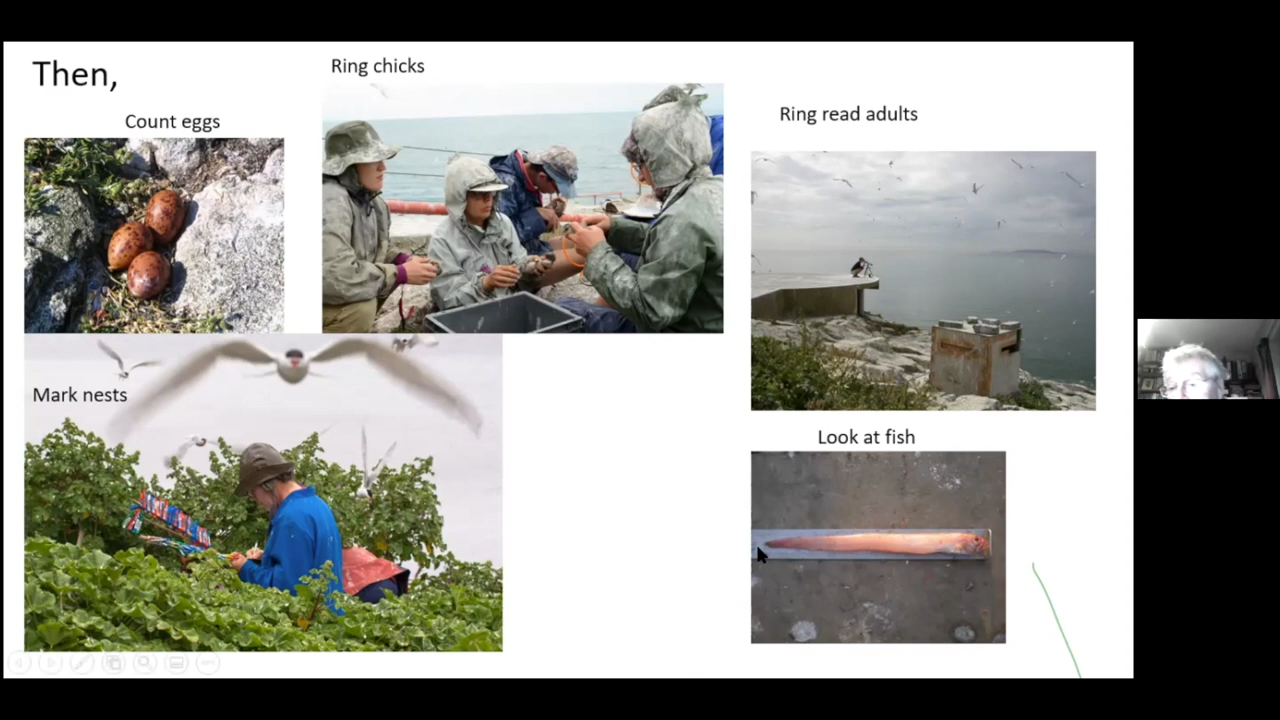 Then,
Count eggs
Ring chicks
Ring read adults
Mark nests
Look at fish